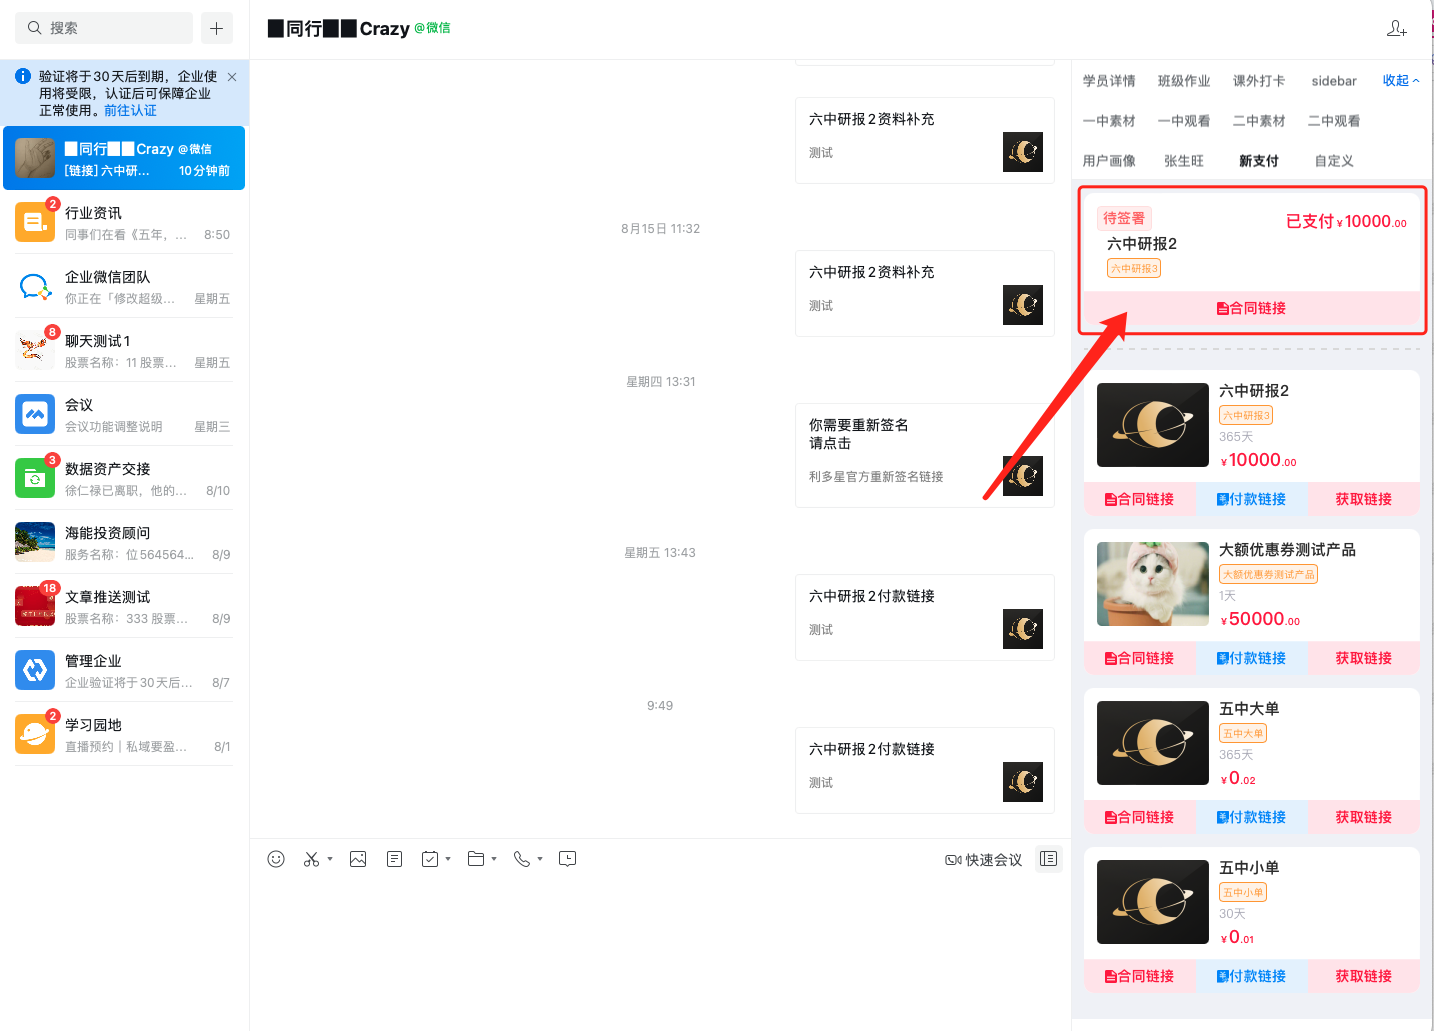 搜索
验证将于30天后到期，企业使
用将受限，认证后可保障企业
正常使用。前往认证
同行 Crazy @微信
[链接] 六中研... 10分钟前
2
行业资讯
同事们在看《五年，... 8:50
企业微信团队
你正在「修改超级... 星期五
8
聊天测试1
股票名称：11 股票... 星期五
会议
会议功能调整说明 星期三
3
数据资产交接
徐仁禄已离职，他的... 8/10
海能投资顾问
服务名称：位564564... 8/9
18
文章推送测试
股票名称：333 股票... 8/9
管理企业
企业验证将于30天后... 8/7
2
学习园地
直播预约｜私域要盈... 8/1
同行 Crazy @微信
六中研报2资料补充
测试
8月15日 11:32
六中研报2资料补充
测试
星期四 13:31
你需要重新签名
请点击
利多星官方重新签名链接
星期五 13:43
六中研报2付款链接
测试
9:49
六中研报2付款链接
测试
快速会议
学员详情 班级作业 课外打卡 sidebar 收起
一中素材 一中观看 二中素材 二中观看
用户画像 张生旺 新支付 自定义
待签署 已支付¥10000.00
六中研报2
六中研报3
合同链接
六中研报2
六中研报3
365天
¥10000.00
合同链接 付款链接 获取链接
大额优惠券测试产品
大额优惠券测试产品
1天
¥50000.00
合同链接 付款链接 获取链接
五中大单
五中大单
365天
¥0.02
合同链接 付款链接 获取链接
五中小单
五中小单
30天
¥0.01
合同链接 付款链接 获取链接